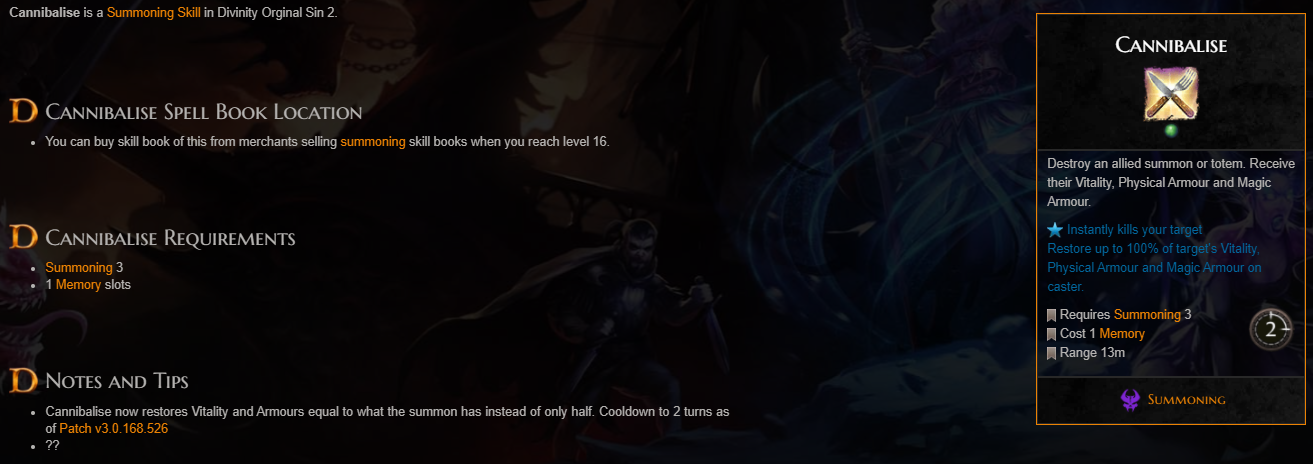 Cannibalise is a Summoning Skill in Divinity Orginal Sin 2.
Cannibalise Spell Book Location
You can buy skill book of this from merchants selling summoning skill books when you reach level 16.
Cannibalise Requirements
Summoning 3
1 Memory slots
Notes and Tips
Cannibalise now restores Vitality and Armours equal to what the summon has instead of only half. Cooldown to 2 turns as
of Patch v3.0.168.526
??
Cannibalise
Destroy an allied summon or totem. Receive
their Vitality, Physical Armour and Magic
Armour.
Instantly kills your target
Restore up to 100% of target's Vitality,
Physical Armour and Magic Armour on
caster.
Requires Summoning 3
Cost 1 Memory
Range 13m
2
Summoning